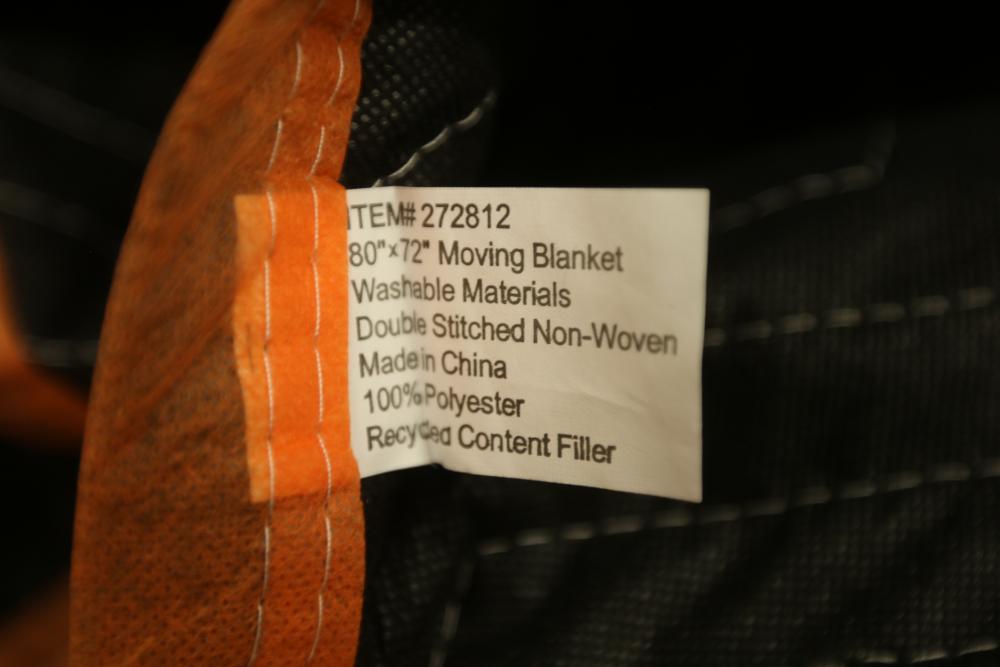 ITEM# 272812
80"x72" Moving Blanket
Washable Materials
Double Stitched Non-Woven
Made in China
100% Polyester
Recycled Content Filler